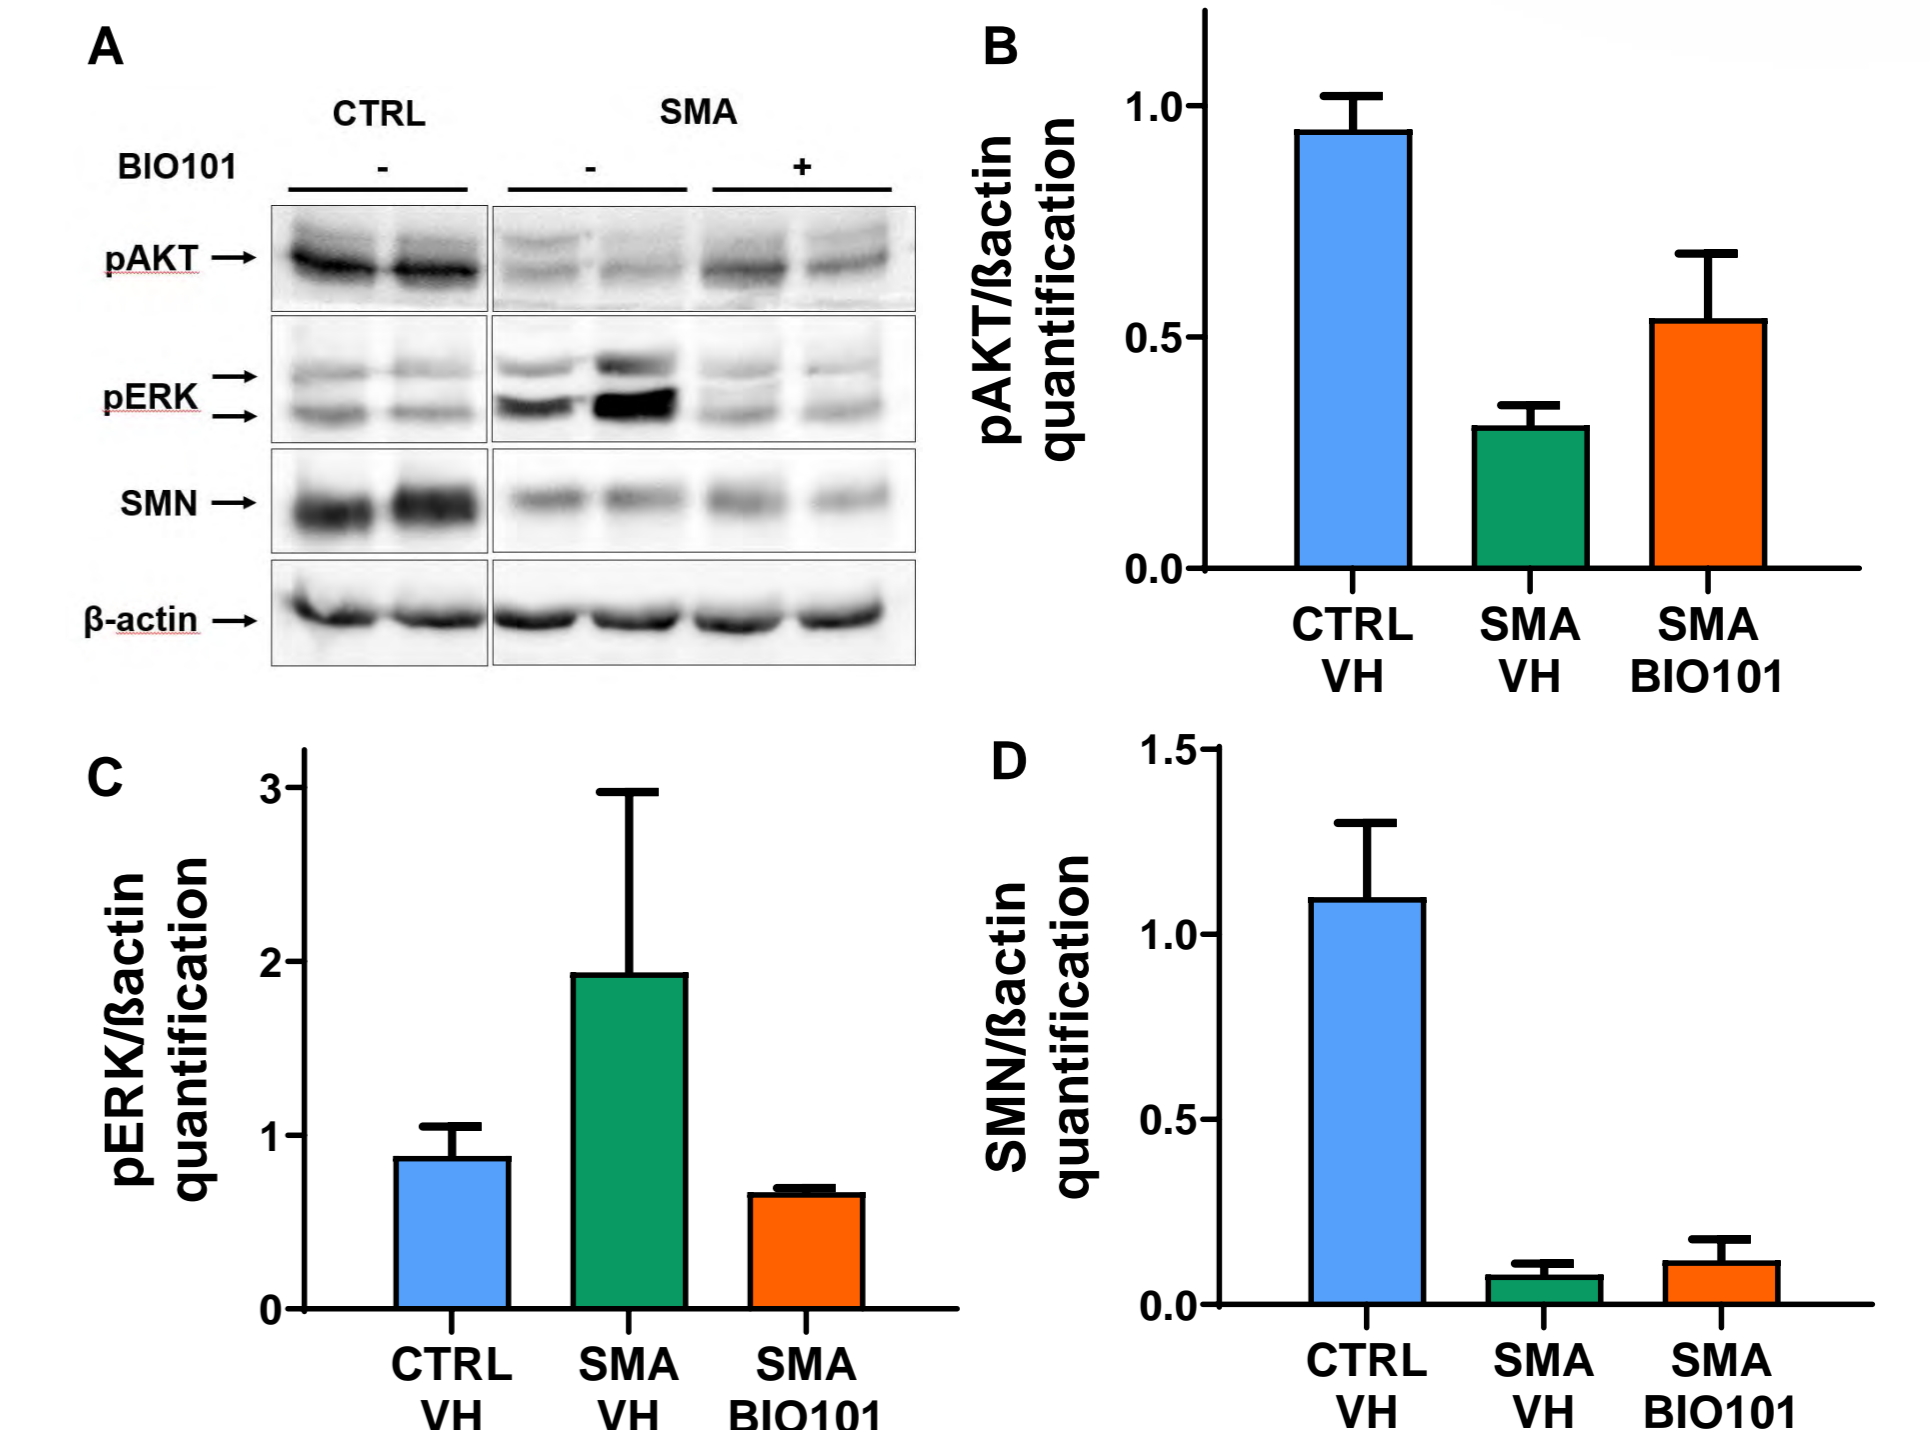 A
CTRL SMA
BIO101 - - +
pAKT
pERK
SMN
β-actin
B
pAKT/ßactin
quantification
1.0
0.5
0.0
CTRL SMA SMA
VH VH BIO101
C
pERK/ßactin
quantification
3
2
1
0
CTRL SMA SMA
VH VH BIO101
D
SMN/ßactin
quantification
1.5
1.0
0.5
0.0
CTRL SMA SMA
VH VH BIO101